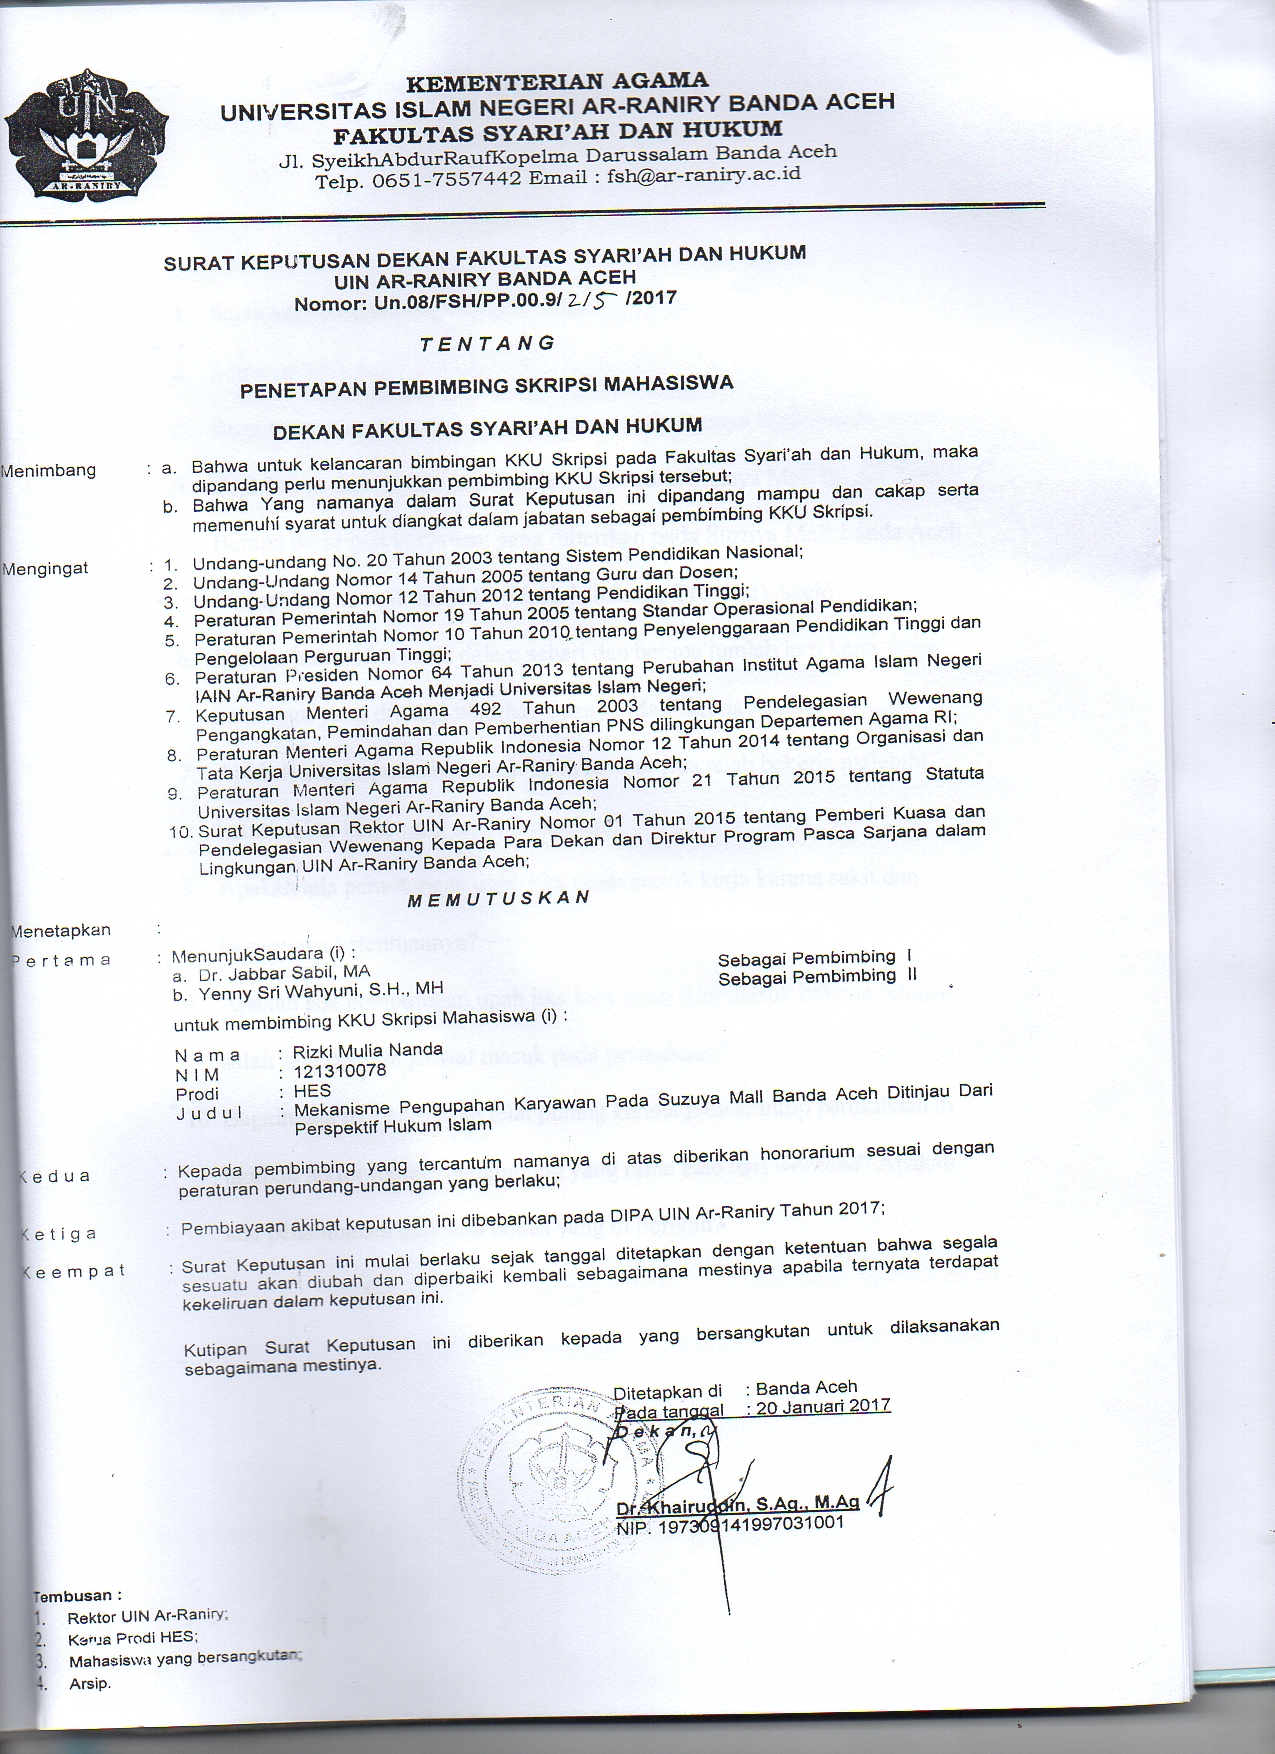 UIN
AR-RANIRY
KEMENTERIAN AGAMA
UNIVERSITAS ISLAM NEGERI AR-RANIRY BANDA ACEH
FAKULTAS SYARI'AH DAN HUKUM
Jl. SyeikhAbdurRaufKopelma Darussalam Banda Aceh
Telp. 0651-7557442 Email : fsh@ar-raniry.ac.id
SURAT KEPUTUSAN DEKAN FAKULTAS SYARI'AH DAN HUKUM
UIN AR-RANIRY BANDA ACEH
Nomor: Un.08/FSH/PP.00.9/ 215 /2017
T E N T A N G
PENETAPAN PEMBIMBING SKRIPSI MAHASISWA
DEKAN FAKULTAS SYARI'AH DAN HUKUM
Menimbang : a. Bahwa untuk kelancaran bimbingan KKU Skripsi pada Fakultas Syari'ah dan Hukum, maka
dipandang perlu menunjukkan pembimbing KKU Skripsi tersebut;
b. Bahwa Yang namanya dalam Surat Keputusan ini dipandang mampu dan cakap serta
memenuhi syarat untuk diangkat dalam jabatan sebagai pembimbing KKU Skripsi.
Mengingat : 1. Undang-undang No. 20 Tahun 2003 tentang Sistem Pendidikan Nasional;
2. Undang-Undang Nomor 14 Tahun 2005 tentang Guru dan Dosen;
3. Undang-Undang Nomor 12 Tahun 2012 tentang Pendidikan Tinggi;
4. Peraturan Pemerintah Nomor 19 Tahun 2005 tentang Standar Operasional Pendidikan;
5. Peraturan Pemerintah Nomor 10 Tahun 2010 tentang Penyelenggaraan Pendidikan Tinggi dan
Pengelolaan Perguruan Tinggi;
6. Peraturan Presiden Nomor 64 Tahun 2013 tentang Perubahan Institut Agama Islam Negeri
IAIN Ar-Raniry Banda Aceh Menjadi Universitas Islam Negeri;
7. Keputusan Menteri Agama 492 Tahun 2003 tentang Pendelegasian Wewenang
Pengangkatan, Pemindahan dan Pemberhentian PNS dilingkungan Departemen Agama RI;
8. Peraturan Menteri Agama Republik Indonesia Nomor 12 Tahun 2014 tentang Organisasi dan
Tata Kerja Universitas Islam Negeri Ar-Raniry Banda Aceh;
9. Peraturan Menteri Agama Republik Indonesia Nomor 21 Tahun 2015 tentang Statuta
Universitas Islam Negeri Ar-Raniry Banda Aceh;
10. Surat Keputusan Rektor UIN Ar-Raniry Nomor 01 Tahun 2015 tentang Pemberi Kuasa dan
Pendelegasian Wewenang Kepada Para Dekan dan Direktur Program Pasca Sarjana dalam
Lingkungan UIN Ar-Raniry Banda Aceh;
M E M U T U S K A N
Menetapkan :
P e r t a m a : MenunjukSaudara (i) :
a. Dr. Jabbar Sabil, MA Sebagai Pembimbing I
b. Yenny Sri Wahyuni, S.H., MH Sebagai Pembimbing II
untuk membimbing KKU Skripsi Mahasiswa (i) :
N a m a : Rizki Mulia Nanda
N I M : 121310078
Prodi : HES
J u d u l : Mekanisme Pengupahan Karyawan Pada Suzuya Mall Banda Aceh Ditinjau Dari
Perspektif Hukum Islam
K e d u a : Kepada pembimbing yang tercantum namanya di atas diberikan honorarium sesuai dengan
peraturan perundang-undangan yang berlaku;
K e t i g a : Pembiayaan akibat keputusan ini dibebankan pada DIPA UIN Ar-Raniry Tahun 2017;
K e e m p a t : Surat Keputusan ini mulai berlaku sejak tanggal ditetapkan dengan ketentuan bahwa segala
sesuatu akan diubah dan diperbaiki kembali sebagaimana mestinya apabila ternyata terdapat
kekeliruan dalam keputusan ini.
Kutipan Surat Keputusan ini diberikan kepada yang bersangkutan untuk dilaksanakan
sebagaimana mestinya.
Ditetapkan di : Banda Aceh
Pada tanggal : 20 Januari 2017
D e k a n,
KEMENTERIAN AGAMA
Dr. Khairuddin, S.Ag., M.Ag
NIP. 197309141997031001
Tembusan :
1. Rektor UIN Ar-Raniry;
2. Ketua Prodi HES;
3. Mahasiswa yang bersangkutan;
4. Arsip.